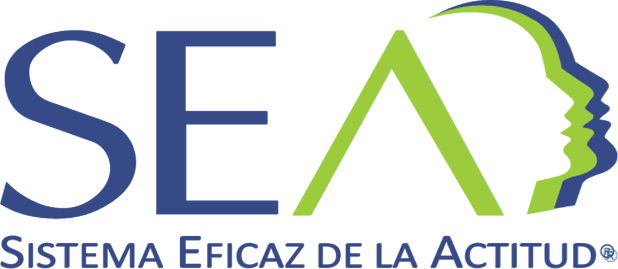 SEA
SISTEMA EFICAZ DE LA ACTITUD®